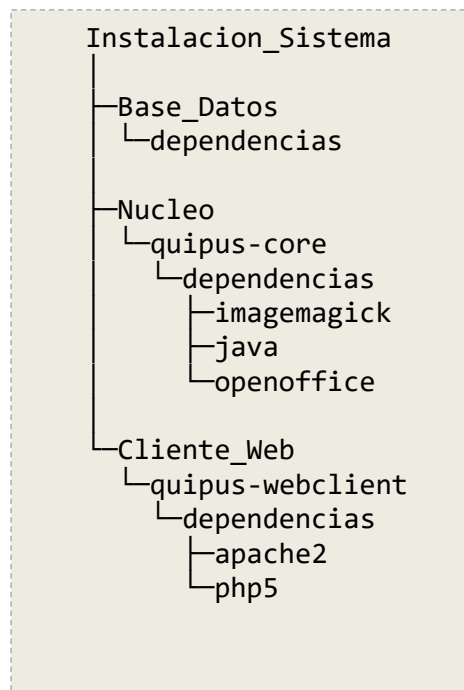 Instalacion_Sistema
Base_Datos
dependencias
Nucleo
quipus-core
dependencias
imagemagick
java
openoffice
Cliente_Web
quipus-webclient
dependencias
apache2
php5